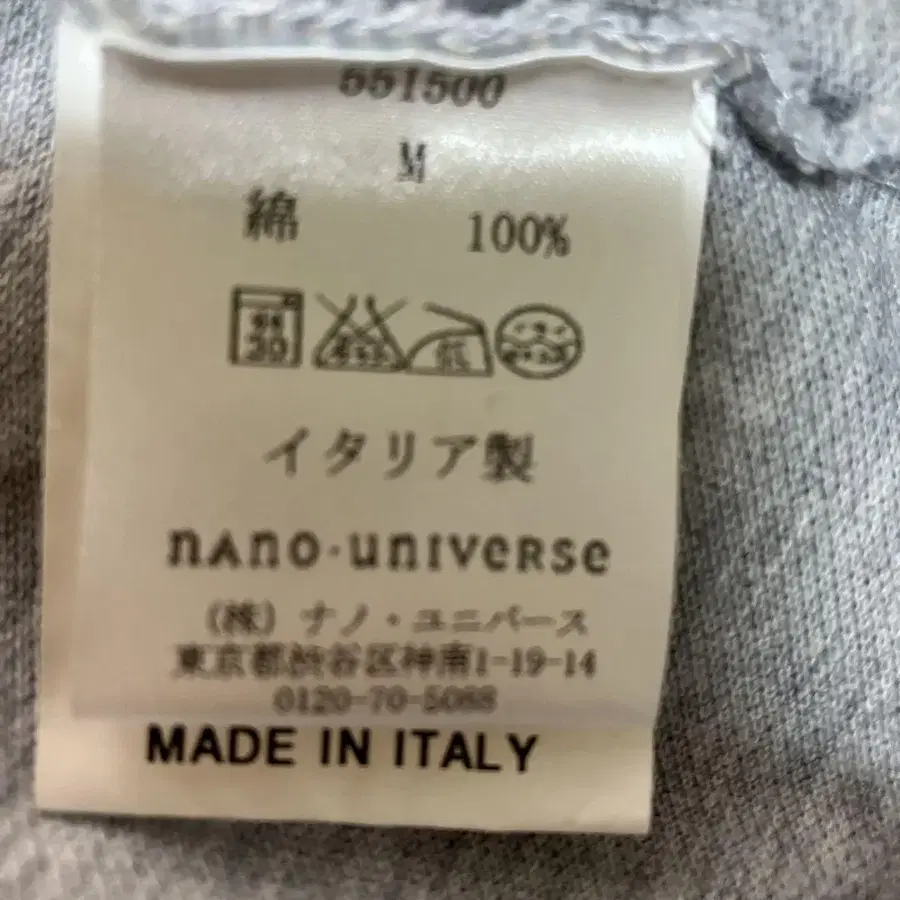 551500
M
綿 100%
30
イタリア製
nano·universe
(株) ナノ・ユニバース
東京都渋谷区神南1-19-14
0120-70-5088
MADE IN ITALY